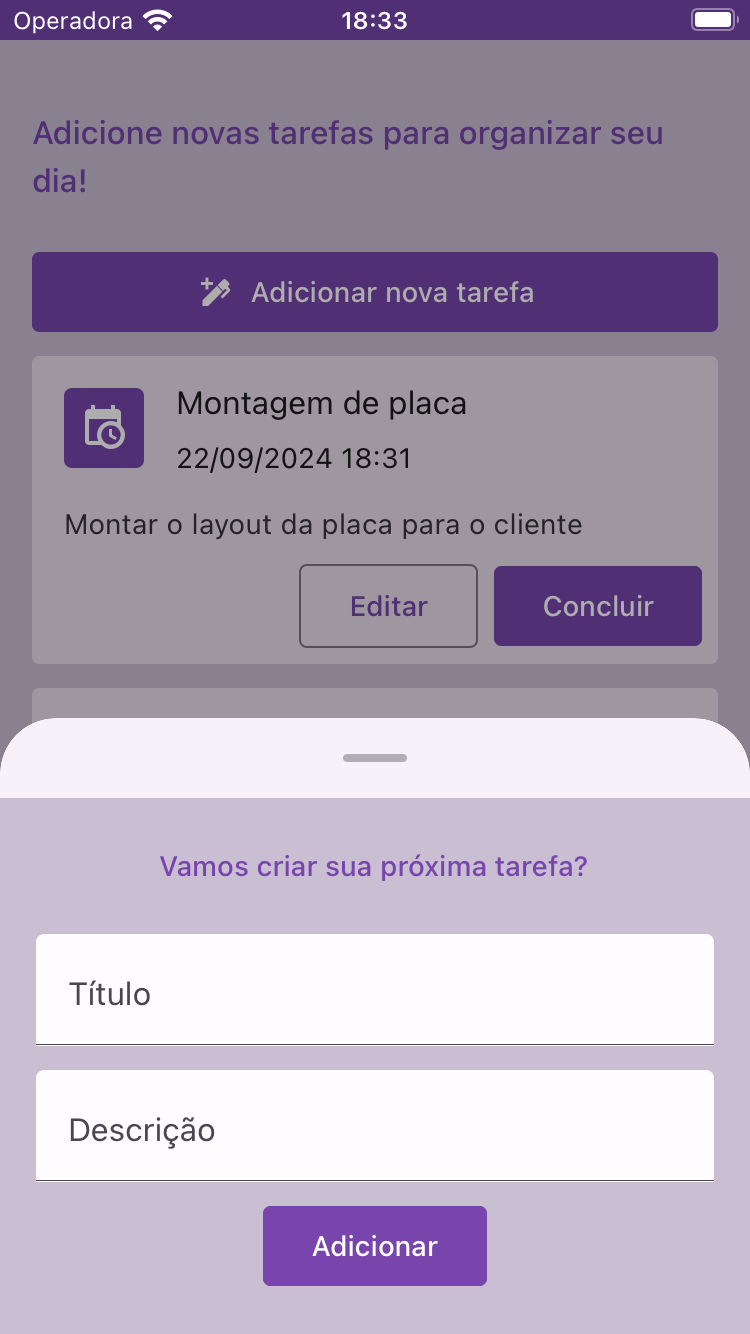 Operadora 18:33
Adicione novas tarefas para organizar seu
dia!
Adicionar nova tarefa
Montagem de placa
22/09/2024 18:31
Montar o layout da placa para o cliente
Editar Concluir
Vamos criar sua próxima tarefa?
Título
Descrição
Adicionar